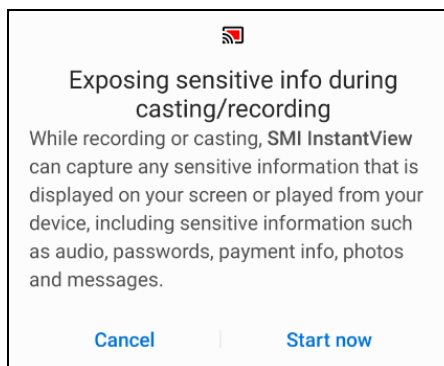 Exposing sensitive info during
casting/recording
While recording or casting, SMI InstantView
can capture any sensitive information that is
displayed on your screen or played from your
device, including sensitive information such
as audio, passwords, payment info, photos
and messages.
Cancel Start now